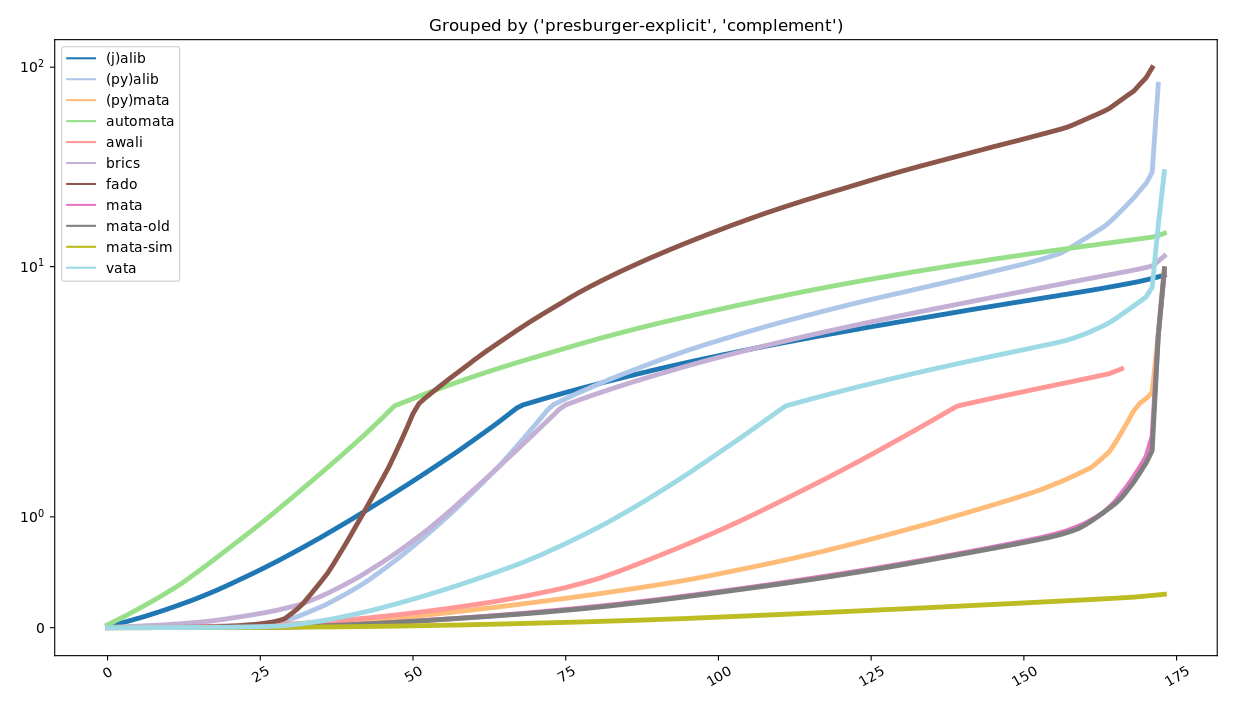 Grouped by ('presburger-explicit', 'complement')
(j)alib
(py)alib
(py)mata
automata
awali
brics
fado
mata
mata-old
mata-sim
vata
10²
10¹
10⁰
0
0
25
50
75
100
125
150
175